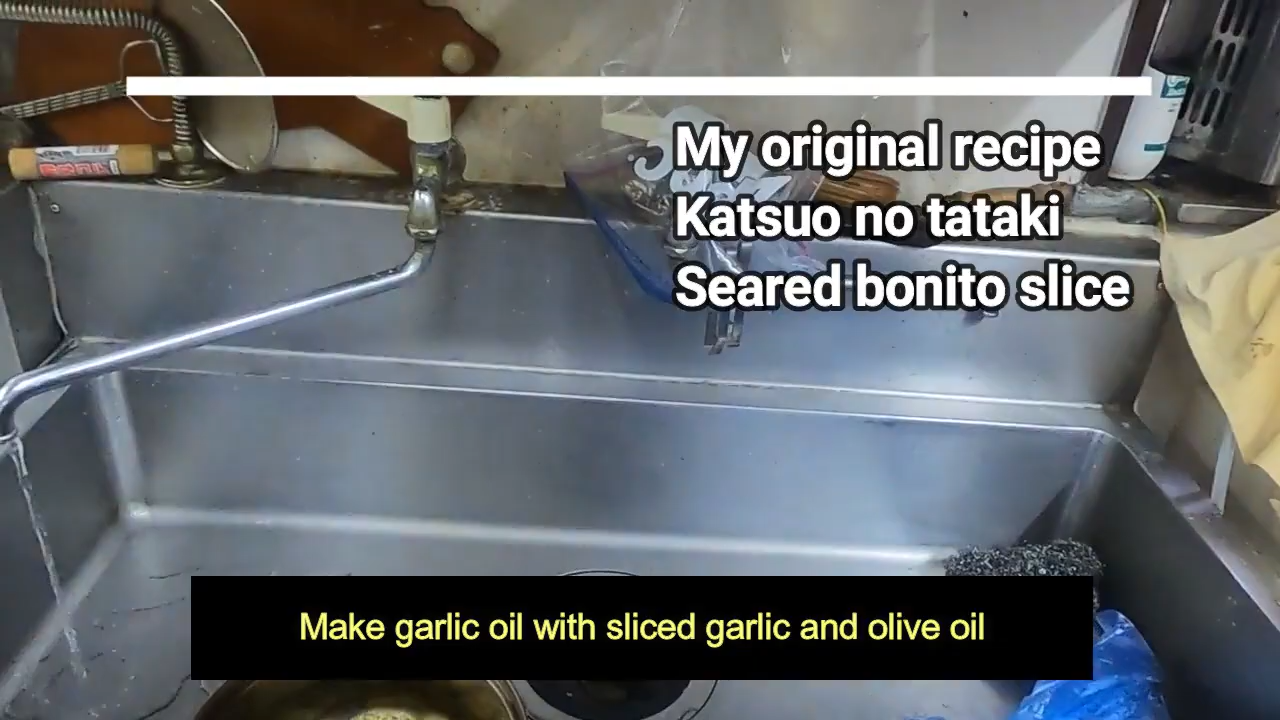 My original recipe
Katsuo no tataki
Seared bonito slice
Make garlic oil with sliced garlic and olive oil